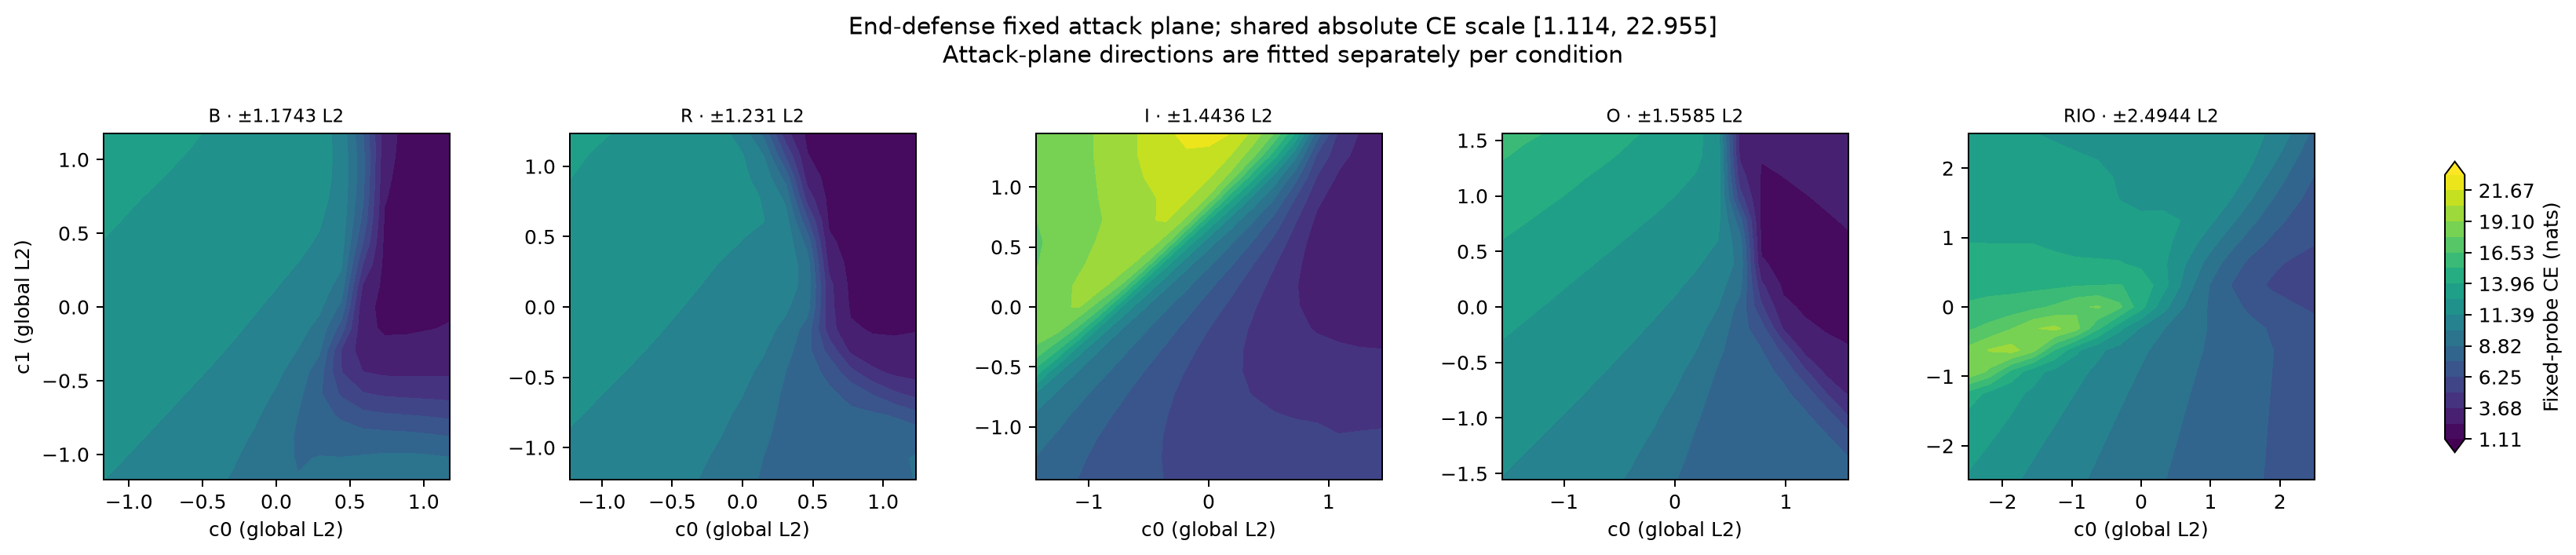 End-defense fixed attack plane; shared absolute CE scale [1.114, 22.955]
Attack-plane directions are fitted separately per condition
B · ±1.1743 L2
c1 (global L2)
1.0
0.5
0.0
−0.5
−1.0
−1.0 −0.5 0.0 0.5 1.0
c0 (global L2)
R · ±1.231 L2
1.0
0.5
0.0
−0.5
−1.0
−1.0 −0.5 0.0 0.5 1.0
c0 (global L2)
I · ±1.4436 L2
1.0
0.5
0.0
−0.5
−1.0
−1 0 1
c0 (global L2)
O · ±1.5585 L2
1.5
1.0
0.5
0.0
−0.5
−1.0
−1.5
−1 0 1
c0 (global L2)
RIO · ±2.4944 L2
2
1
0
−1
−2
−2 −1 0 1 2
c0 (global L2)
21.67
19.10
16.53
13.96
11.39
8.82
6.25
3.68
1.11
Fixed-probe CE (nats)